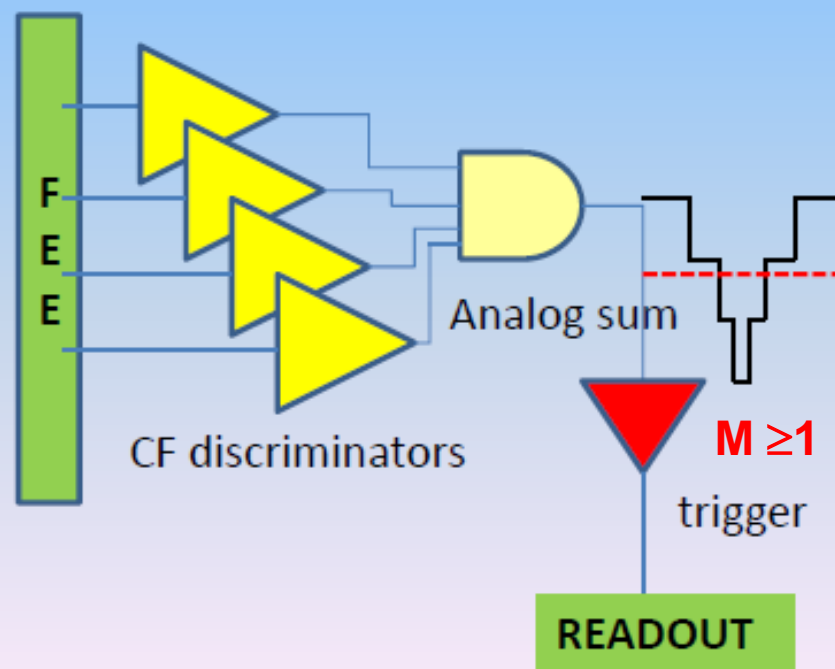 F
E
E
Analog sum
CF discriminators
M ≥1
trigger
READOUT